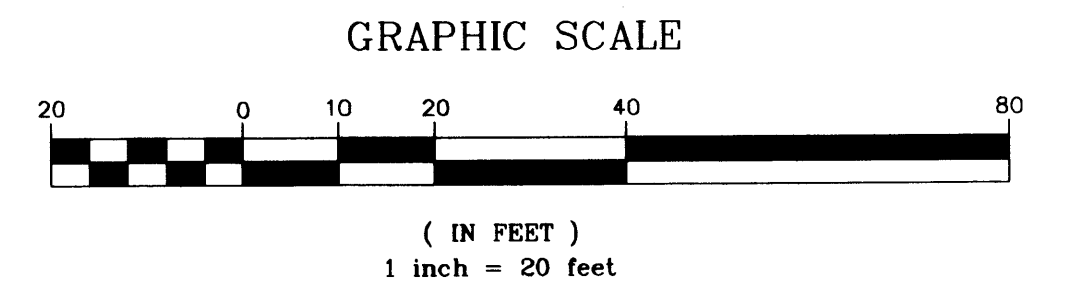 GRAPHIC SCALE
20 0 10 20 40 80
( IN FEET )
1 inch = 20 feet